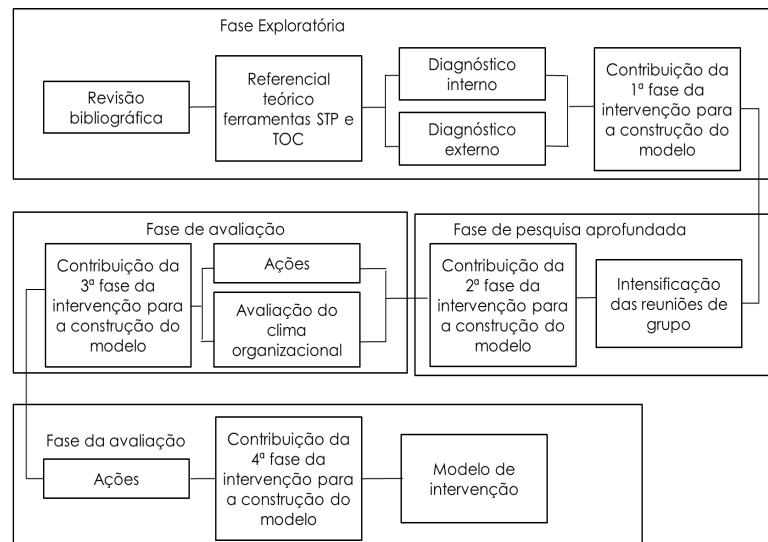 Fase Exploratória
Revisão
bibliográfica
Referencial
teórico
ferramentas STP e
TOC
Diagnóstico
interno
Diagnóstico
externo
Contribuição da
1ª fase da
intervenção para
a construção do
modelo
Fase de avaliação
Contribuição da
3ª fase da
intervenção para
a construção do
modelo
Ações
Avaliação do
clima
organizacional
Fase de pesquisa aprofundada
Contribuição da
2ª fase da
intervenção para
a construção do
modelo
Intensificação
das reuniões de
grupo
Fase da avaliação
Ações
Contribuição da
4ª fase da
intervenção para
a construção do
modelo
Modelo de
intervenção